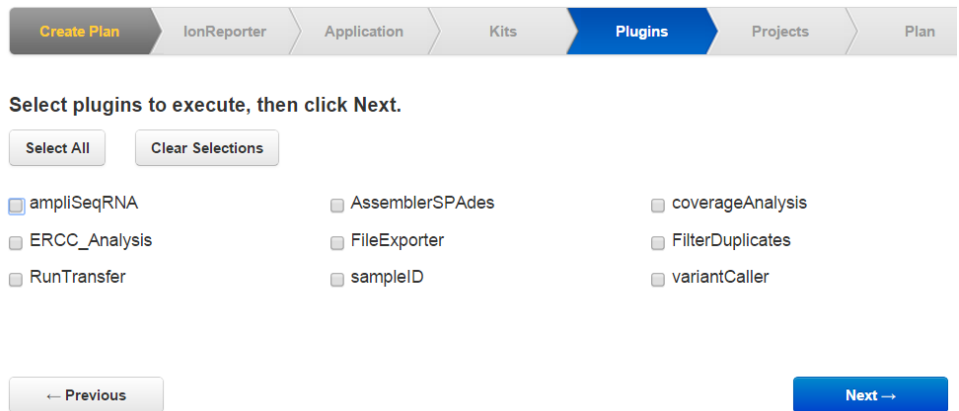 Create Plan IonReporter Application Kits Plugins Projects Plan
Select plugins to execute, then click Next.
Select All Clear Selections
ampliSeqRNA AssemblerSPAdes coverageAnalysis
ERCC_Analysis FileExporter FilterDuplicates
RunTransfer sampleID variantCaller
← Previous Next →